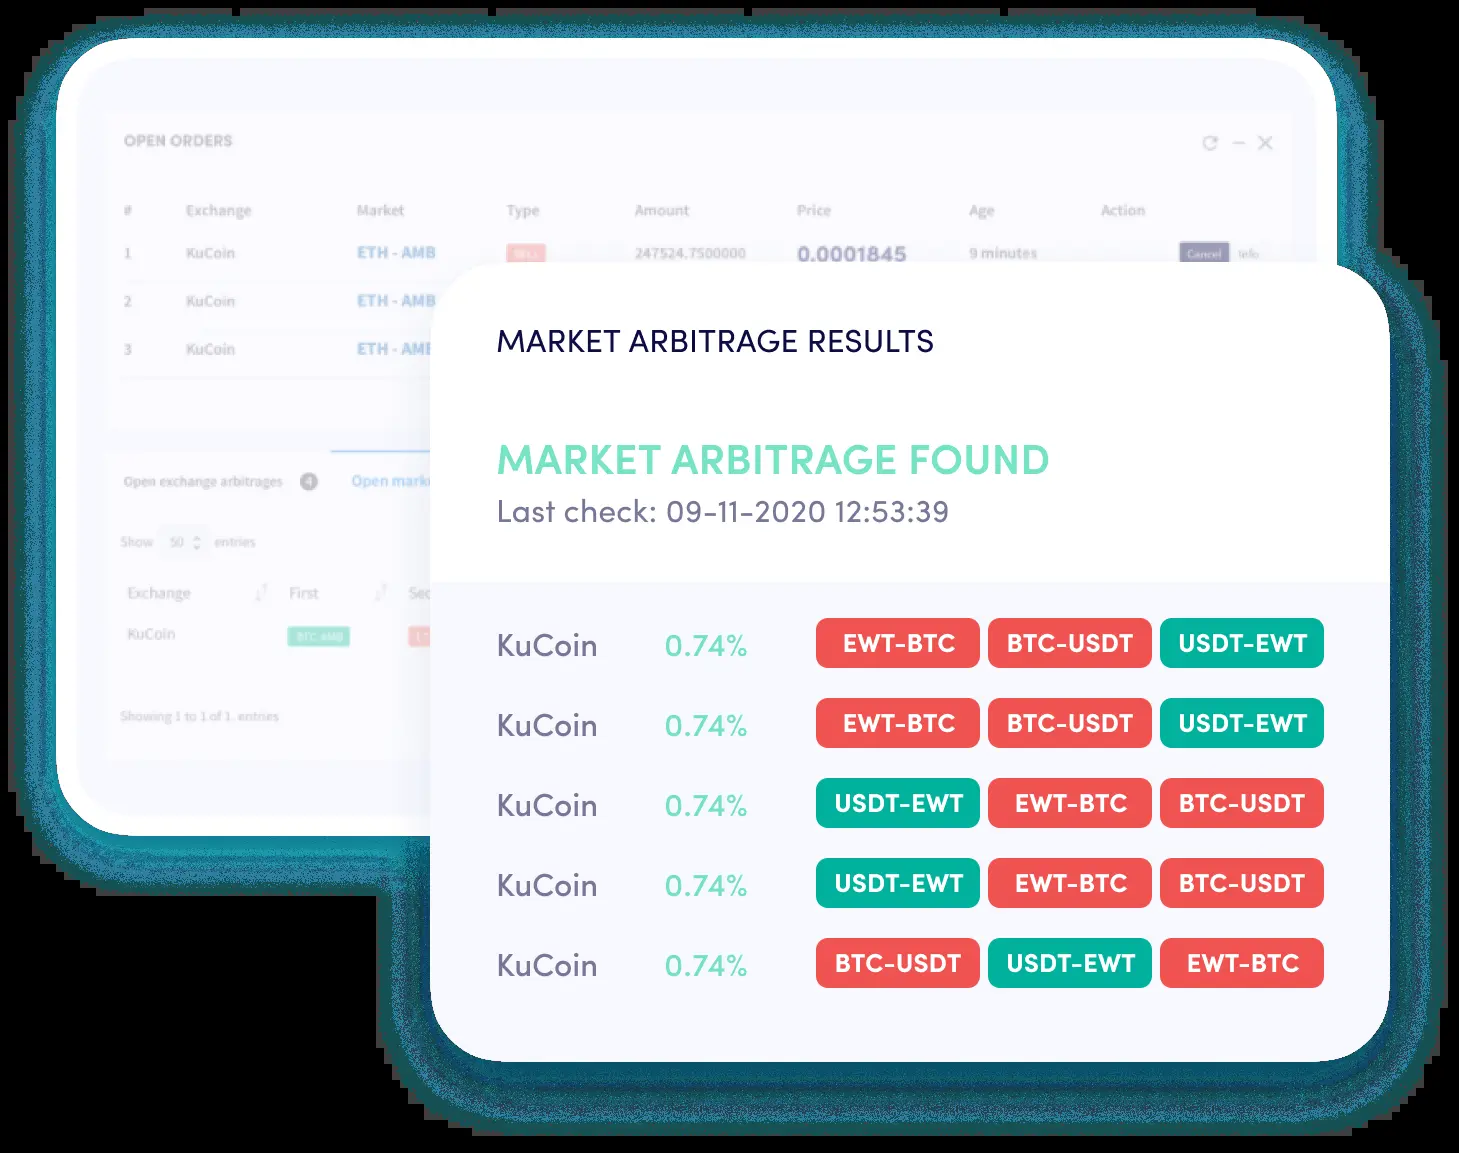 OPEN ORDERS
# Exchange Market Type Amount Price Age Action
1 KuCoin ETH - AMB 247524.7500000 0.0001845 9 minutes Cancel Info
2 KuCoin ETH - AMB
3 KuCoin ETH - AMB
Open exchange arbitrages 4 Open mark
Show 50 entries
Exchange First Sec
KuCoin BTC-AMB
Showing 1 to 1 of 1. entries
MARKET ARBITRAGE RESULTS
MARKET ARBITRAGE FOUND
Last check: 09-11-2020 12:53:39
KuCoin 0.74% EWT-BTC BTC-USDT USDT-EWT
KuCoin 0.74% EWT-BTC BTC-USDT USDT-EWT
KuCoin 0.74% USDT-EWT EWT-BTC BTC-USDT
KuCoin 0.74% USDT-EWT EWT-BTC BTC-USDT
KuCoin 0.74% BTC-USDT USDT-EWT EWT-BTC